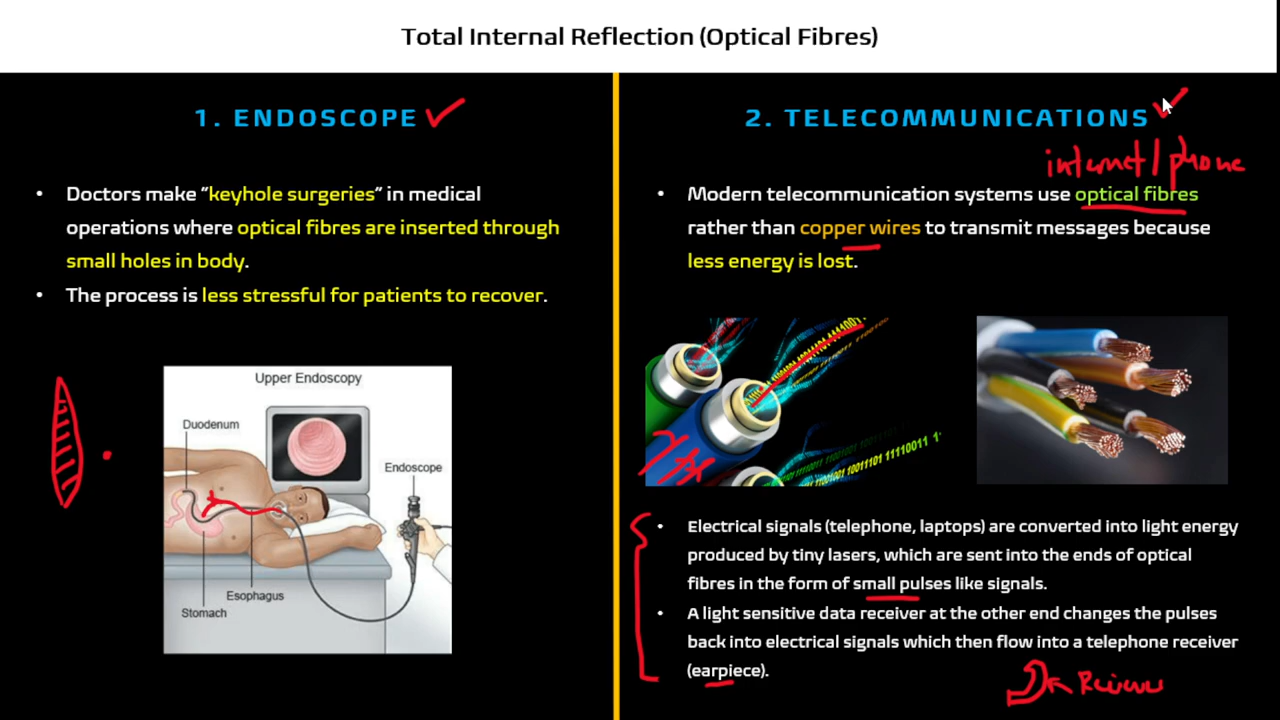 Total Internal Reflection (Optical Fibres)
1. ENDOSCOPE
• Doctors make “keyhole surgeries” in medical
operations where optical fibres are inserted through
small holes in body.
• The process is less stressful for patients to recover.
Upper Endoscopy
Duodenum
Endoscope
Esophagus
Stomach
2. TELECOMMUNICATIONS
internet / phone
• Modern telecommunication systems use optical fibres
rather than copper wires to transmit messages because
less energy is lost.
• Electrical signals (telephone, laptops) are converted into light energy
produced by tiny lasers, which are sent into the ends of optical
fibres in the form of small pulses like signals.
• A light sensitive data receiver at the other end changes the pulses
back into electrical signals which then flow into a telephone receiver
(earpiece).